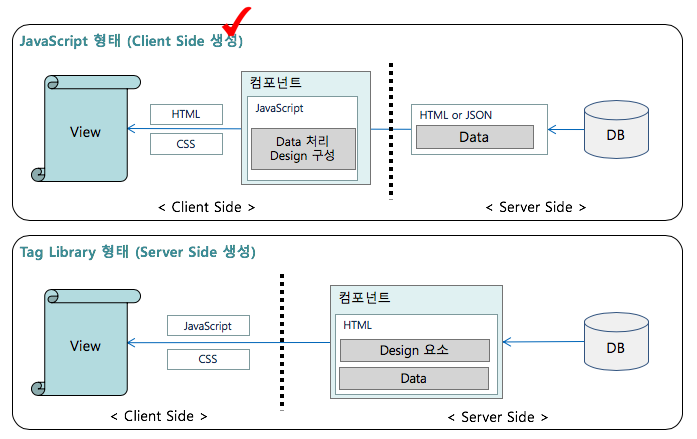 JavaScript 형태 (Client Side 생성)
컴포넌트
JavaScript
HTML
HTML or JSON
View
Data 처리
Design 구성
Data
DB
CSS
< Client Side >
< Server Side >
Tag Library 형태 (Server Side 생성)
컴포넌트
JavaScript
HTML
View
Design 요소
DB
CSS
Data
< Client Side >
< Server Side >